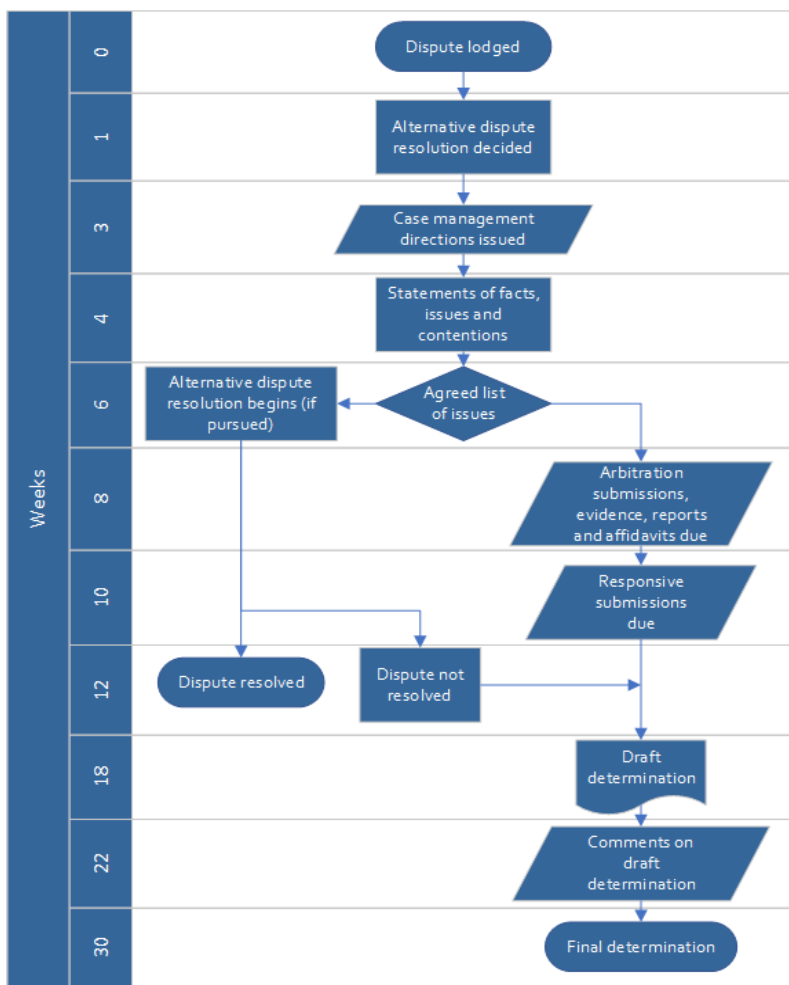 Weeks
0
Dispute lodged
1
Alternative dispute
resolution decided
3
Case management
directions issued
4
Statements of facts,
issues and
contentions
6
Alternative dispute
resolution begins (if
pursued)
Agreed list
of issues
8
Arbitration
submissions,
evidence, reports
and affidavits due
10
Responsive
submissions
due
12
Dispute resolved
Dispute not
resolved
18
Draft
determination
22
Comments on
draft
determination
30
Final determination